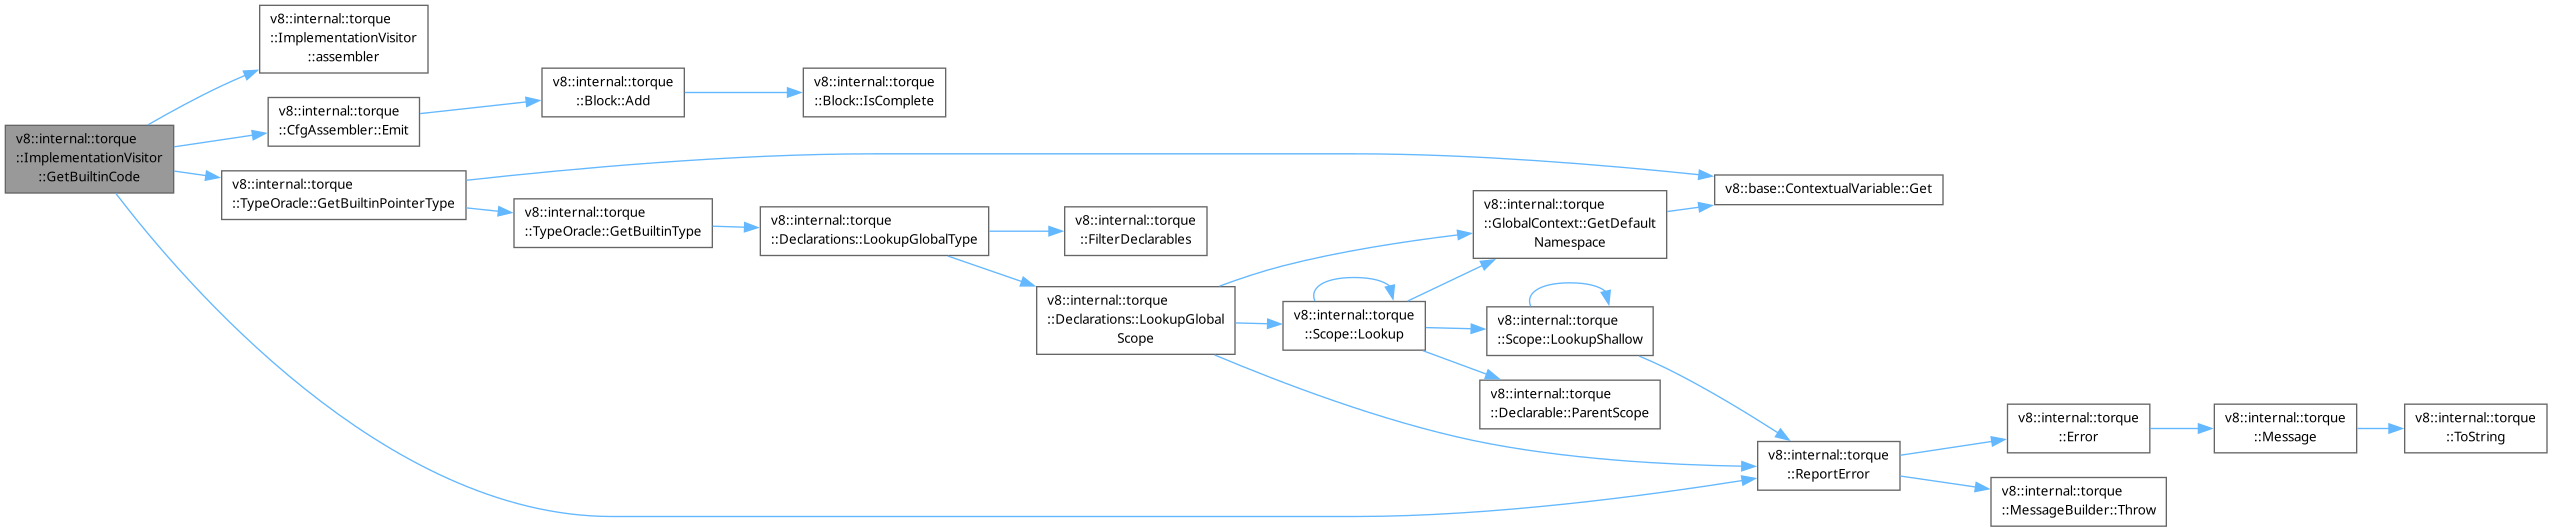 v8::internal::torque
::ImplementationVisitor
::assembler
v8::internal::torque
::Block::Add
v8::internal::torque
::Block::IsComplete
v8::internal::torque
::CfgAssembler::Emit
v8::internal::torque
::ImplementationVisitor
::GetBuiltinCode
v8::internal::torque
::TypeOracle::GetBuiltinPointerType
v8::base::ContextualVariable::Get
v8::internal::torque
::TypeOracle::GetBuiltinType
v8::internal::torque
::Declarations::LookupGlobalType
v8::internal::torque
::FilterDeclarables
v8::internal::torque
::GlobalContext::GetDefault
Namespace
v8::internal::torque
::Declarations::LookupGlobal
Scope
v8::internal::torque
::Scope::Lookup
v8::internal::torque
::Scope::LookupShallow
v8::internal::torque
::Declarable::ParentScope
v8::internal::torque
::ReportError
v8::internal::torque
::Error
v8::internal::torque
::Message
v8::internal::torque
::ToString
v8::internal::torque
::MessageBuilder::Throw